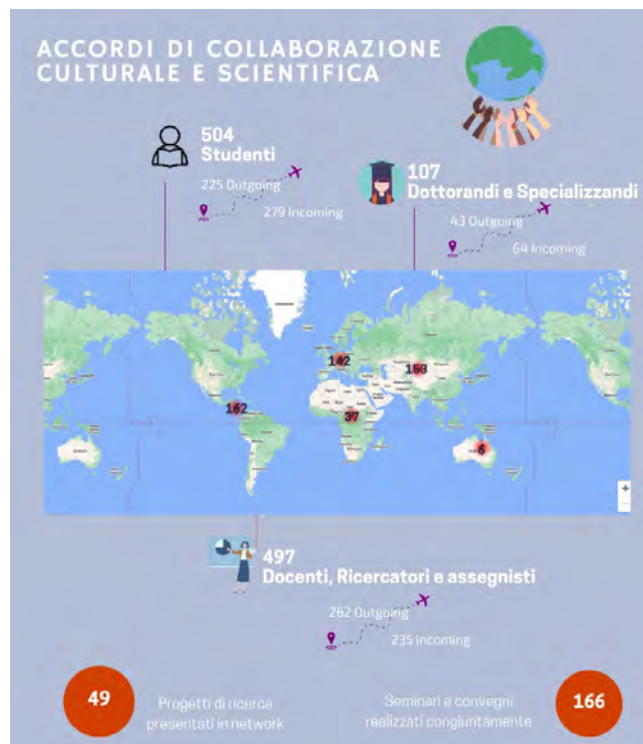 ACCORDI DI COLLABORAZIONE
CULTURALE E SCIENTIFICA
504
Studenti
225 Outgoing
279 Incoming
107
Dottorandi e Specializzandi
43 Outgoing
64 Incoming
142
153
162
37
6
497
Docenti, Ricercatori e assegnisti
262 Outgoing
235 Incoming
49
Progetti di ricerca
presentati in network
Seminari e convegni
realizzati congiuntamente
166